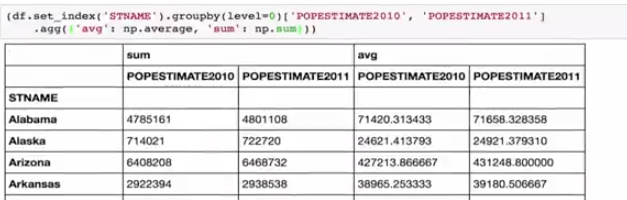 (df.set_index('STNAME').groupby(level=0)['POPESTIMATE2010', 'POPESTIMATE2011']
.agg({'avg': np.average, 'sum': np.sum}))
sum avg
POPESTIMATE2010 POPESTIMATE2011 POPESTIMATE2010 POPESTIMATE2011
STNAME
Alabama 4785161 4801108 71420.313433 71658.328358
Alaska 714021 722720 24621.413793 24921.379310
Arizona 6408208 6468732 427213.866667 431248.800000
Arkansas 2922394 2938538 38965.253333 39180.506667